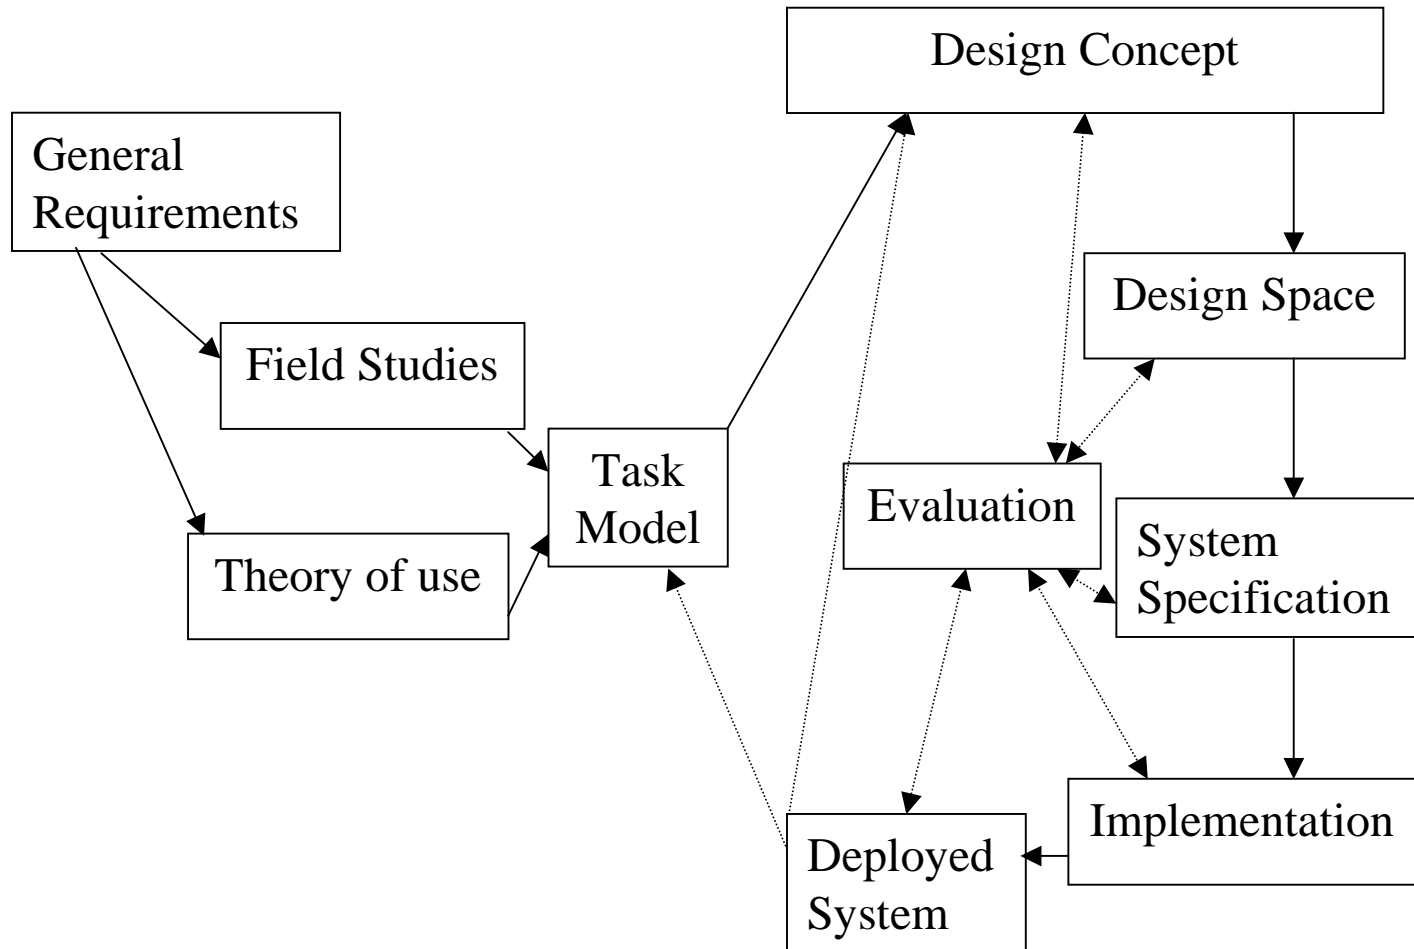 Design Concept
General
Requirements
Design Space
Field Studies
Task
Model
Evaluation
System
Specification
Theory of use
Implementation
Deployed
System